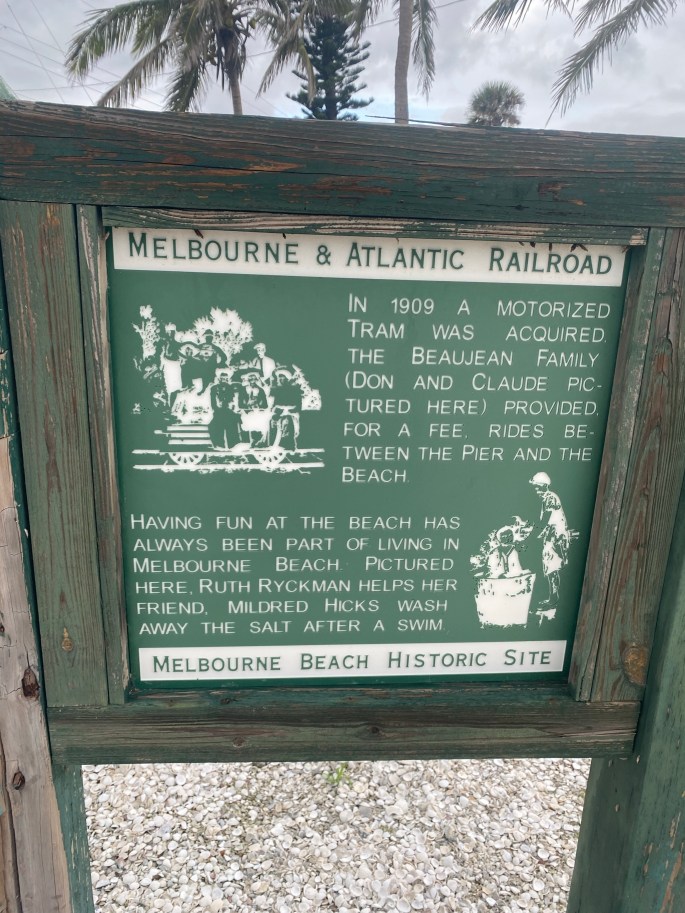 MELBOURNE & ATLANTIC RAILROAD
IN 1909 A MOTORIZED
TRAM WAS ACQUIRED.
THE BEAUJEAN FAMILY
(DON AND CLAUDE PIC-
TURED HERE) PROVIDED,
FOR A FEE, RIDES BE-
TWEEN THE PIER AND THE
BEACH.
HAVING FUN AT THE BEACH HAS
ALWAYS BEEN PART OF LIVING IN
MELBOURNE BEACH. PICTURED
HERE, RUTH RYCKMAN HELPS HER
FRIEND, MILDRED HICKS WASH
AWAY THE SALT AFTER A SWIM.
MELBOURNE BEACH HISTORIC SITE